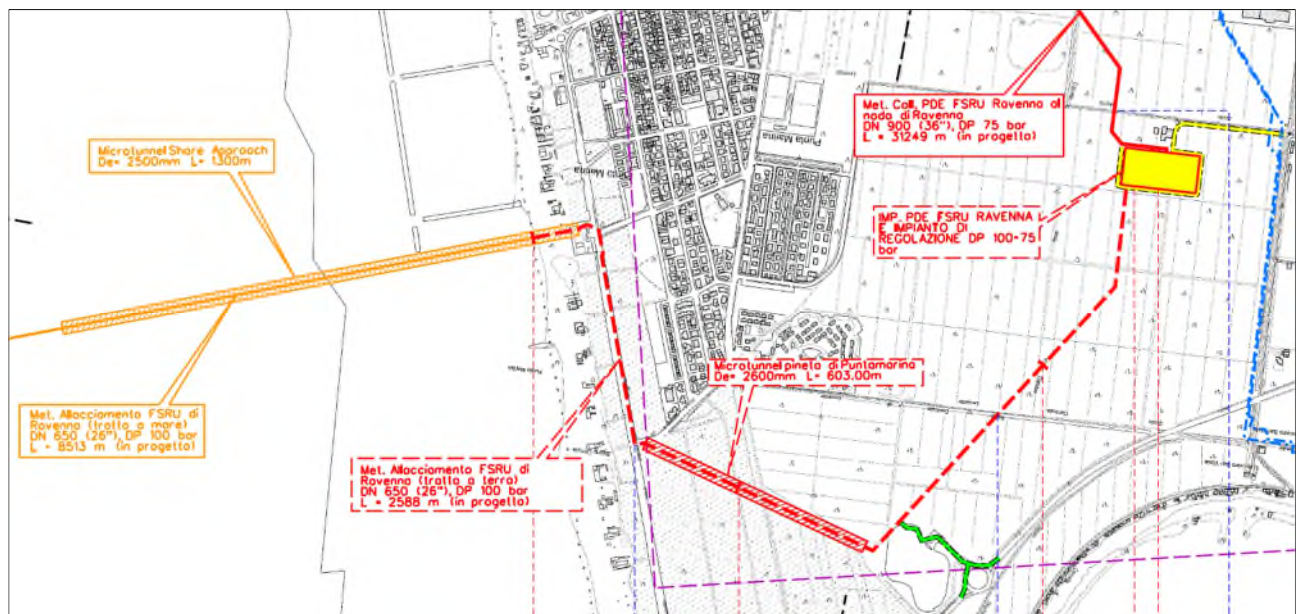 Met. Coll. PDE FSRU Ravenna al
nodo di Ravenna
DN 900 (36"), DP 75 bar
L = 31249 m (in progetto)
Microtunnel Shore Approach
De= 2500mm L= 1300m
Punta Marina
Punta Marina
IMP. PDE FSRU RAVENNA
E IMPIANTO DI
REGOLAZIONE DP 100-75
bar
Microtunnel pineta di Puntamarina
De= 2600mm L= 603.00m
Met. Allacciamento FSRU di
Ravenna (tratto a mare)
DN 650 (26"), DP 100 bar
L = 8513 m (in progetto)
Met. Allacciamento FSRU di
Ravenna (tratto a terra)
DN 650 (26"), DP 100 bar
L = 2588 m (in progetto)